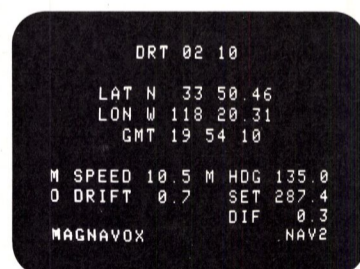 DRT 02 10
LAT N 33 50.46
LON W 118 20.31
GMT 19 54 10
M SPEED 10.5 M HDG 135.0
O DRIFT 0.7 SET 287.4
DIF 0.3
MAGNAVOX .NAV2